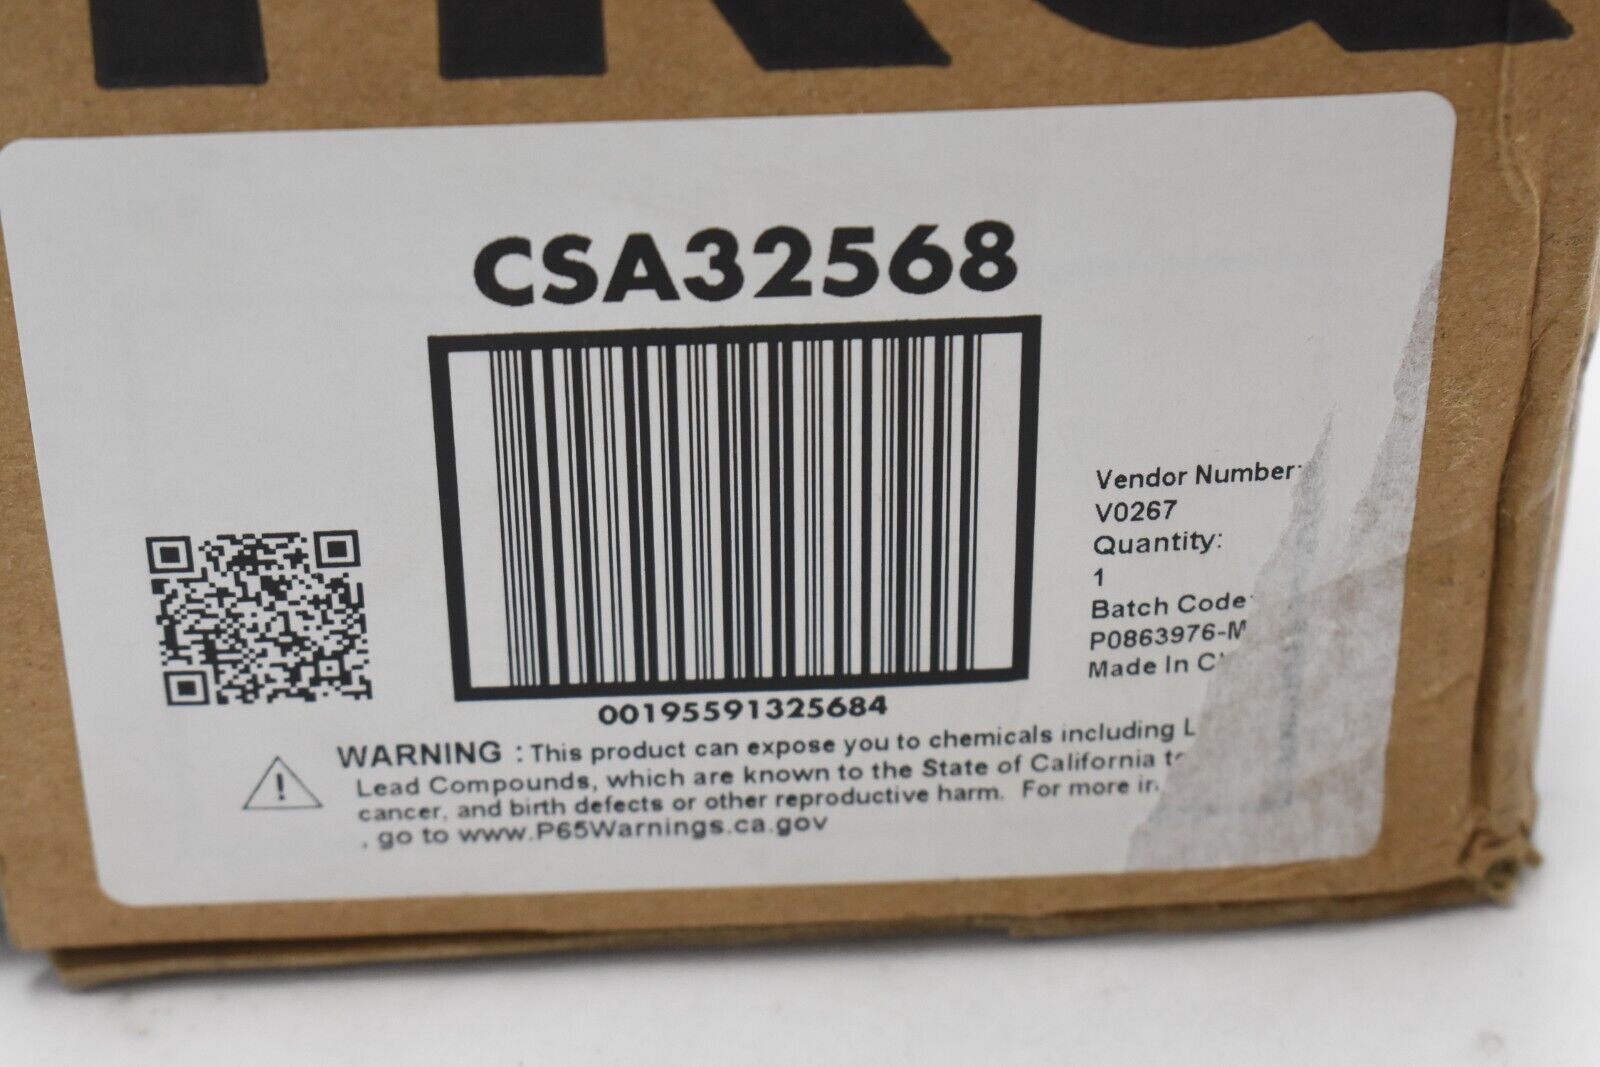 CSA32568
Vendor Number:
V0267
Quantity:
1
Batch Code:
P0863976-M
Made In
00195591325684
WARNING : This product can expose you to chemicals including
Lead Compounds, which are known to the State of California to
cancer, and birth defects or other reproductive harm. For more
, go to www.P65Warnings.ca.gov